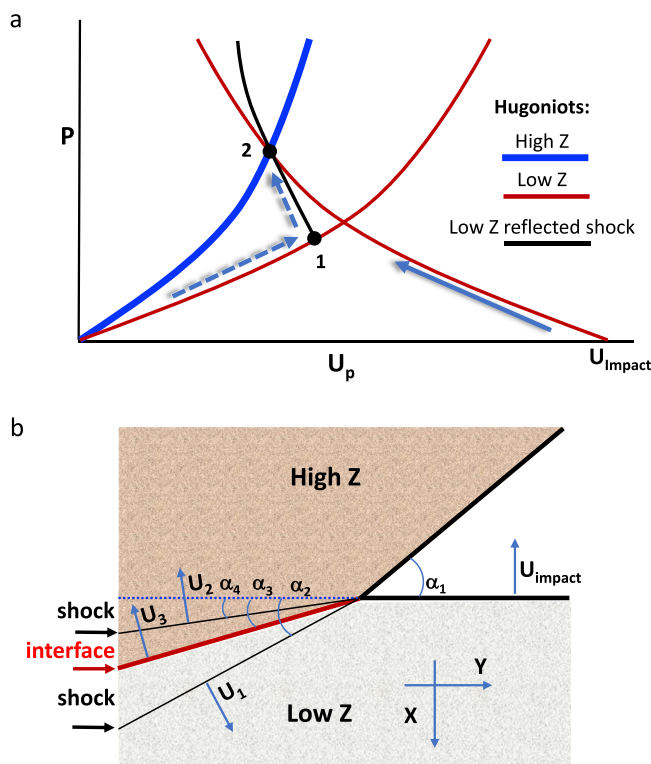 a
P
Hugoniots:
High Z
Low Z
Low Z reflected shock
2
1
Up
UImpact
b
High Z
Uimpact
α1
U2
α4
α3
α2
U3
shock
interface
shock
U1
Low Z
Y
X